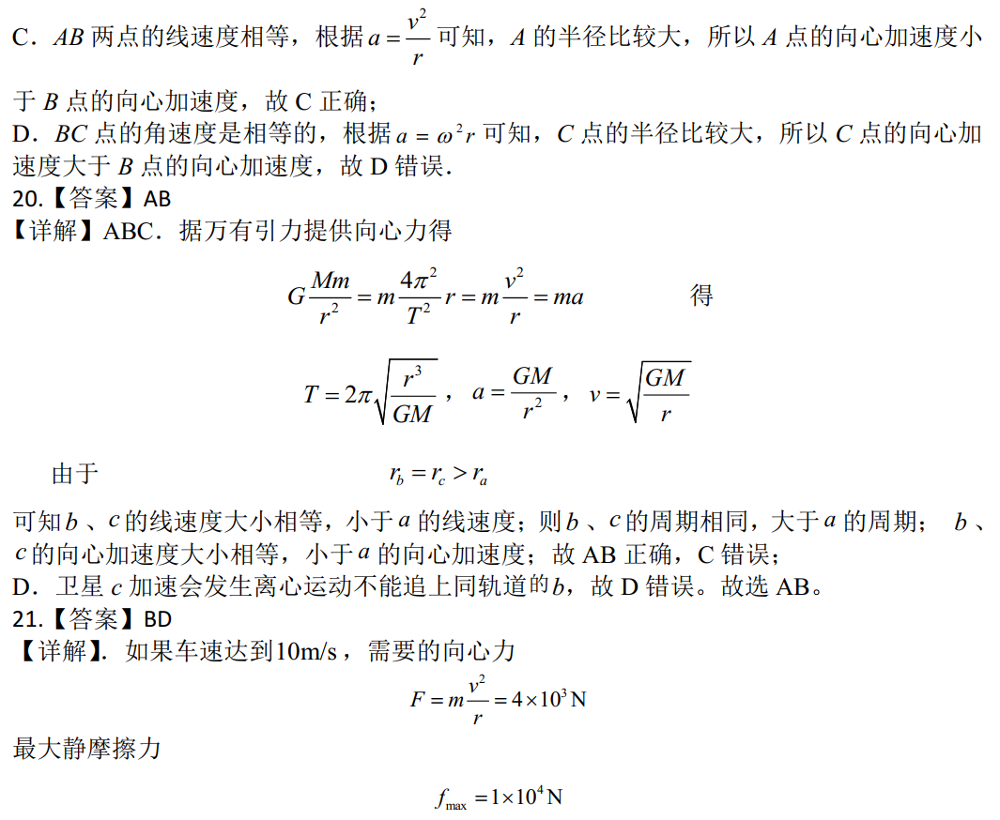 C．AB 两点的线速度相等，根据 a = v²/r 可知，A 的半径比较大，所以 A 点的向心加速度小
于 B 点的向心加速度，故 C 正确；
D．BC 点的角速度是相等的，根据 a = ω²r 可知，C 点的半径比较大，所以 C 点的向心加
速度大于 B 点的向心加速度，故 D 错误．
20.【答案】AB
【详解】ABC．据万有引力提供向心力得
G Mm/r² = m 4π²/T² r = m v²/r = ma 得
T = 2π√(r³/GM) ， a = GM/r² ， v = √(GM/r)
由于 r_b = r_c > r_a
可知 b 、c 的线速度大小相等，小于 a 的线速度；则 b 、c 的周期相同，大于 a 的周期； b 、
c 的向心加速度大小相等，小于 a 的向心加速度；故 AB 正确，C 错误；
D．卫星 c 加速会发生离心运动不能追上同轨道的 b，故 D 错误。故选 AB。
21.【答案】BD
【详解】．如果车速达到10m/s ，需要的向心力
F = m v²/r = 4×10³ N
最大静摩擦力
f_max = 1×10⁴ N